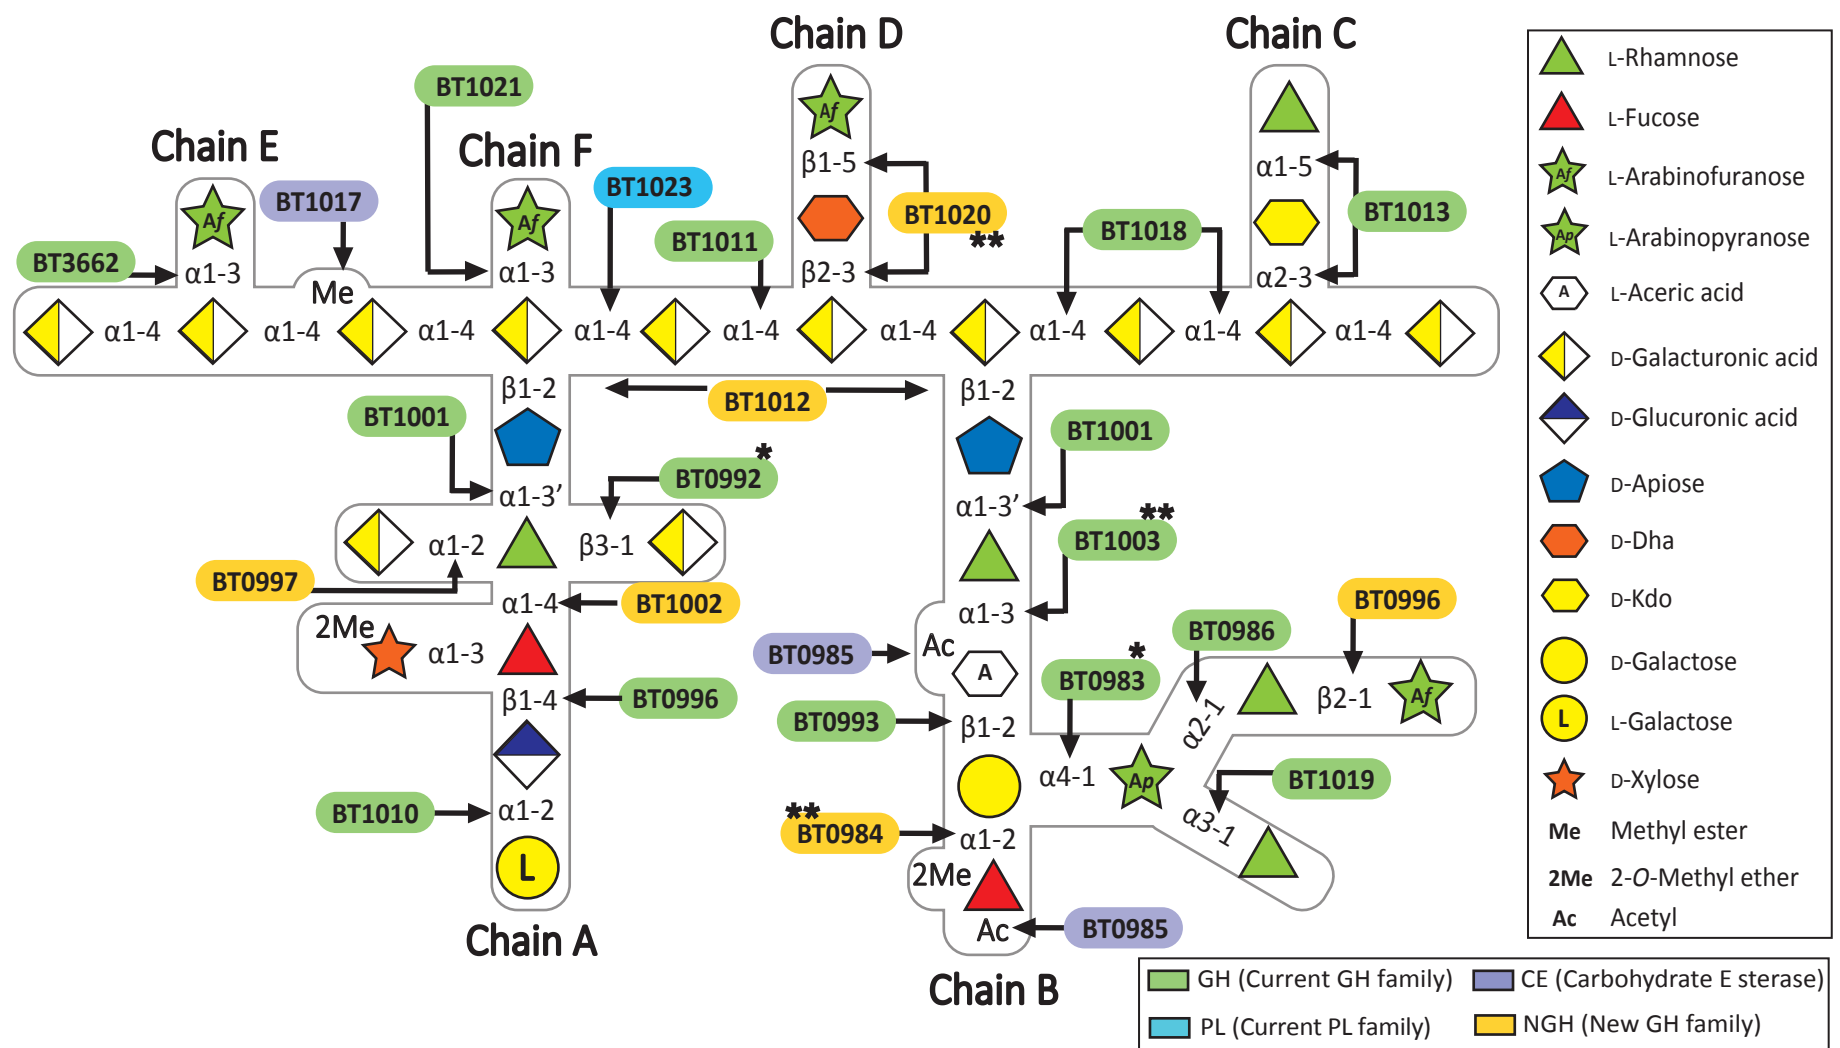 Chain D
Chain C
L-Rhamnose
BT1021
Af
L-Fucose
Chain E
Chain F
β1-5
α1-5
L-Arabinofuranose
Af
BT1017
BT1023
Af
Af
BT1020
**
BT1013
L-Arabinopyranose
Ap
BT1011
BT1018
BT3662
α1-3
α1-3
β2-3
α2-3
L-Aceric acid
A
Me
α1-4
α1-4
α1-4
α1-4
α1-4
α1-4
α1-4
α1-4
α1-4
D-Galacturonic acid
β1-2
BT1012
β1-2
BT1001
BT1001
D-Glucuronic acid
BT0992
*
D-Apiose
α1-3’
α1-3’
BT1003
**
D-Dha
α1-2
β3-1
BT0997
BT1002
α1-4
α1-3
BT0996
D-Kdo
2Me
α1-3
BT0985
Ac
BT0986
D-Galactose
A
BT0983
*
β1-4
BT0996
β2-1
Af
BT0993
β1-2
α2-1
L-Galactose
L
α4-1
Ap
BT1019
D-Xylose
BT1010
α1-2
**
BT0984
α1-2
α3-1
Me Methyl ester
L
2Me
2Me 2-O-Methyl ether
Chain A
Ac
BT0985
Ac Acetyl
Chain B
GH (Current GH family)
CE (Carbohydrate E sterase)
PL (Current PL family)
NGH (New GH family)